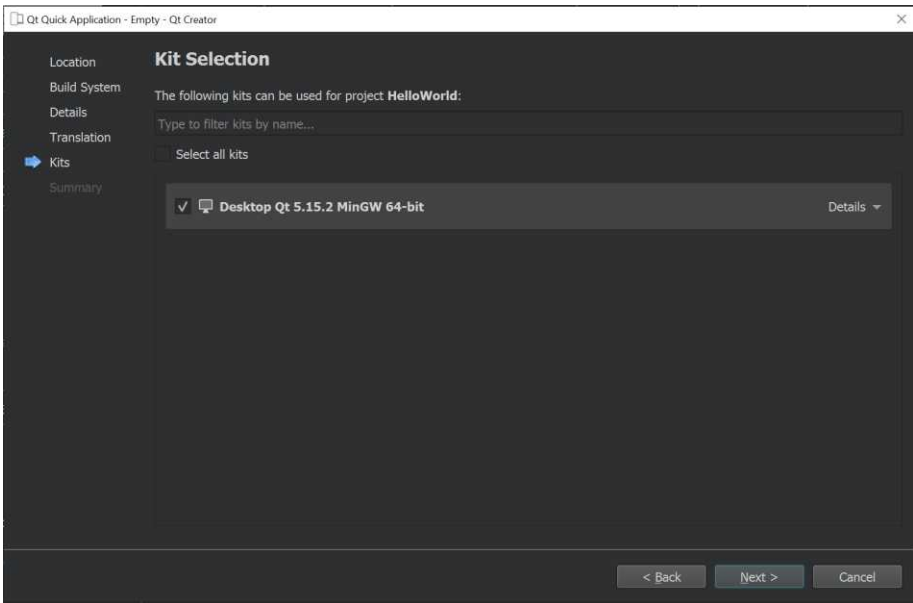 Qt Quick Application - Empty - Qt Creator
Location
Build System
Details
Translation
Kits
Summary
Kit Selection
The following kits can be used for project HelloWorld:
Type to filter kits by name...
Select all kits
Desktop Qt 5.15.2 MinGW 64-bit
Details
< Back
Next >
Cancel